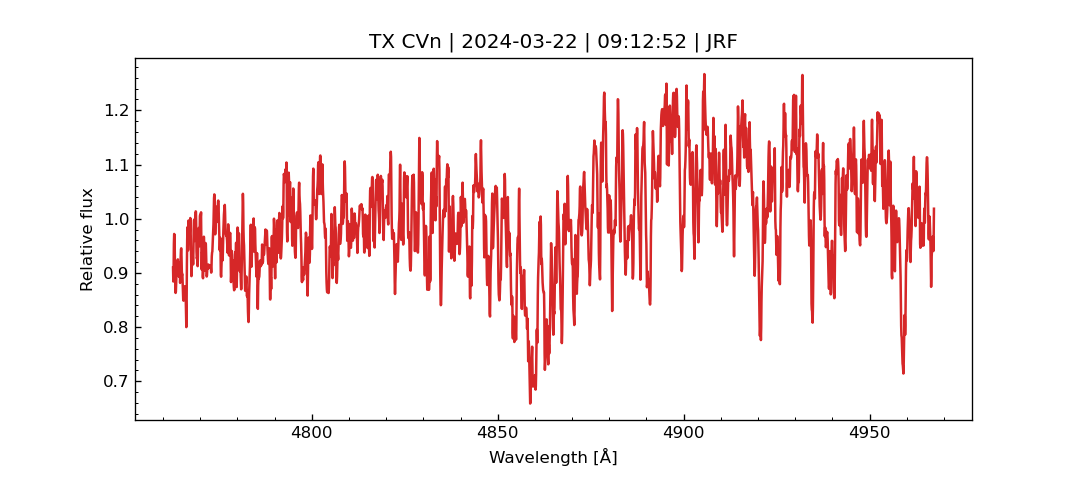 TX CVn | 2024-03-22 | 09:12:52 | JRF
1.2
1.1
1.0
0.9
0.8
0.7
Relative flux
4800 4850 4900 4950
Wavelength [Å]